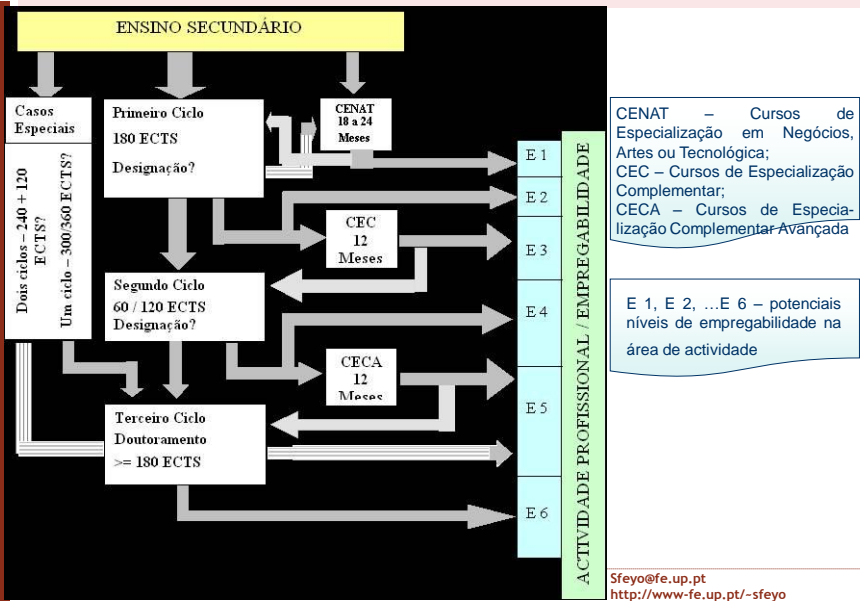 ENSINO SECUNDÁRIO
Casos
Especiais
Dois ciclos – 240 + 120
ECTS?
Um ciclo – 300/360 ECTS?
Primeiro Ciclo
180 ECTS
Designação?
CENAT
18 a 24
Meses
CEC
12
Meses
Segundo Ciclo
60 / 120 ECTS
Designação?
CECA
12
Meses
Terceiro Ciclo
Doutoramento
>= 180 ECTS
E 1
E 2
E 3
E 4
E 5
E 6
ACTIVIDADE PROFISSIONAL / EMPREGABILIDADE
CENAT – Cursos de
Especialização em Negócios,
Artes ou Tecnológica;
CEC – Cursos de Especialização
Complementar;
CECA – Cursos de Especia-
lização Complementar Avançada
E 1, E 2, …E 6 – potenciais
níveis de empregabilidade na
área de actividade
Sfeyo@fe.up.pt
http://www-fe.up.pt/~sfeyo